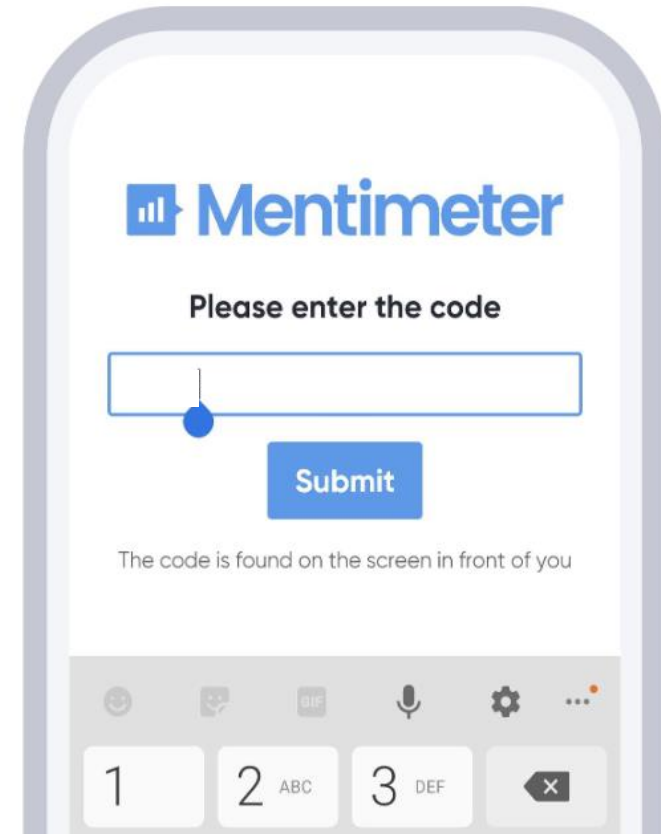 Mentimeter
Please enter the code
Submit
The code is found on the screen in front of you
GIF
1 2 ABC 3 DEF